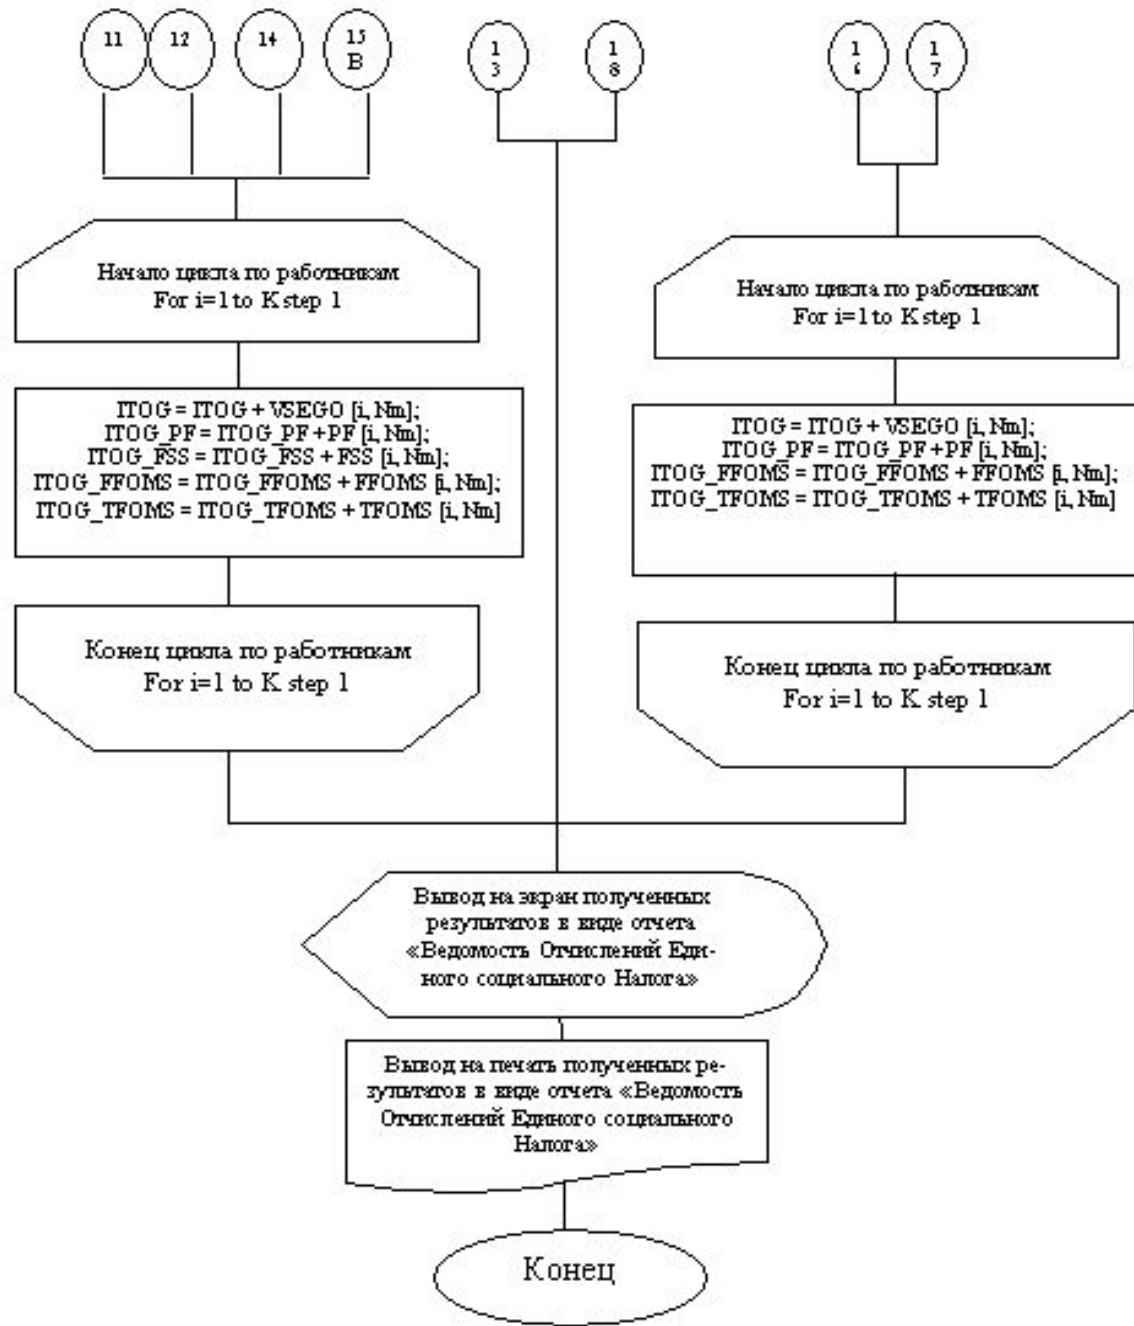 11
12
14
15
В
1
3
1
8
1
6
1
7
Начало цикла по работникам
For i=1 to K step 1
ITOG = ITOG + VSEGO [i, Nm];
ITOG_PF = ITOG_PF + PF [i, Nm];
ITOG_FSS = ITOG_FSS + FSS [i, Nm];
ITOG_FFOMS = ITOG_FFOMS + FFOMS [i, Nm];
ITOG_TFOMS = ITOG_TFOMS + TFOMS [i, Nm]
Конец цикла по работникам
For i=1 to K step 1
Начало цикла по работникам
For i=1 to K step 1
ITOG = ITOG + VSEGO [i, Nm];
ITOG_PF = ITOG_PF + PF [i, Nm];
ITOG_FFOMS = ITOG_FFOMS + FFOMS [i, Nm];
ITOG_TFOMS = ITOG_TFOMS + TFOMS [i, Nm]
Конец цикла по работникам
For i=1 to K step 1
Вывод на экран полученных
результатов в виде отчета
«Ведомость Отчислений Еди-
ного социального Налога»
Вывод на печать полученных ре-
зультатов в виде отчета «Ведомость
Отчислений Единого социального
Налога»
Конец